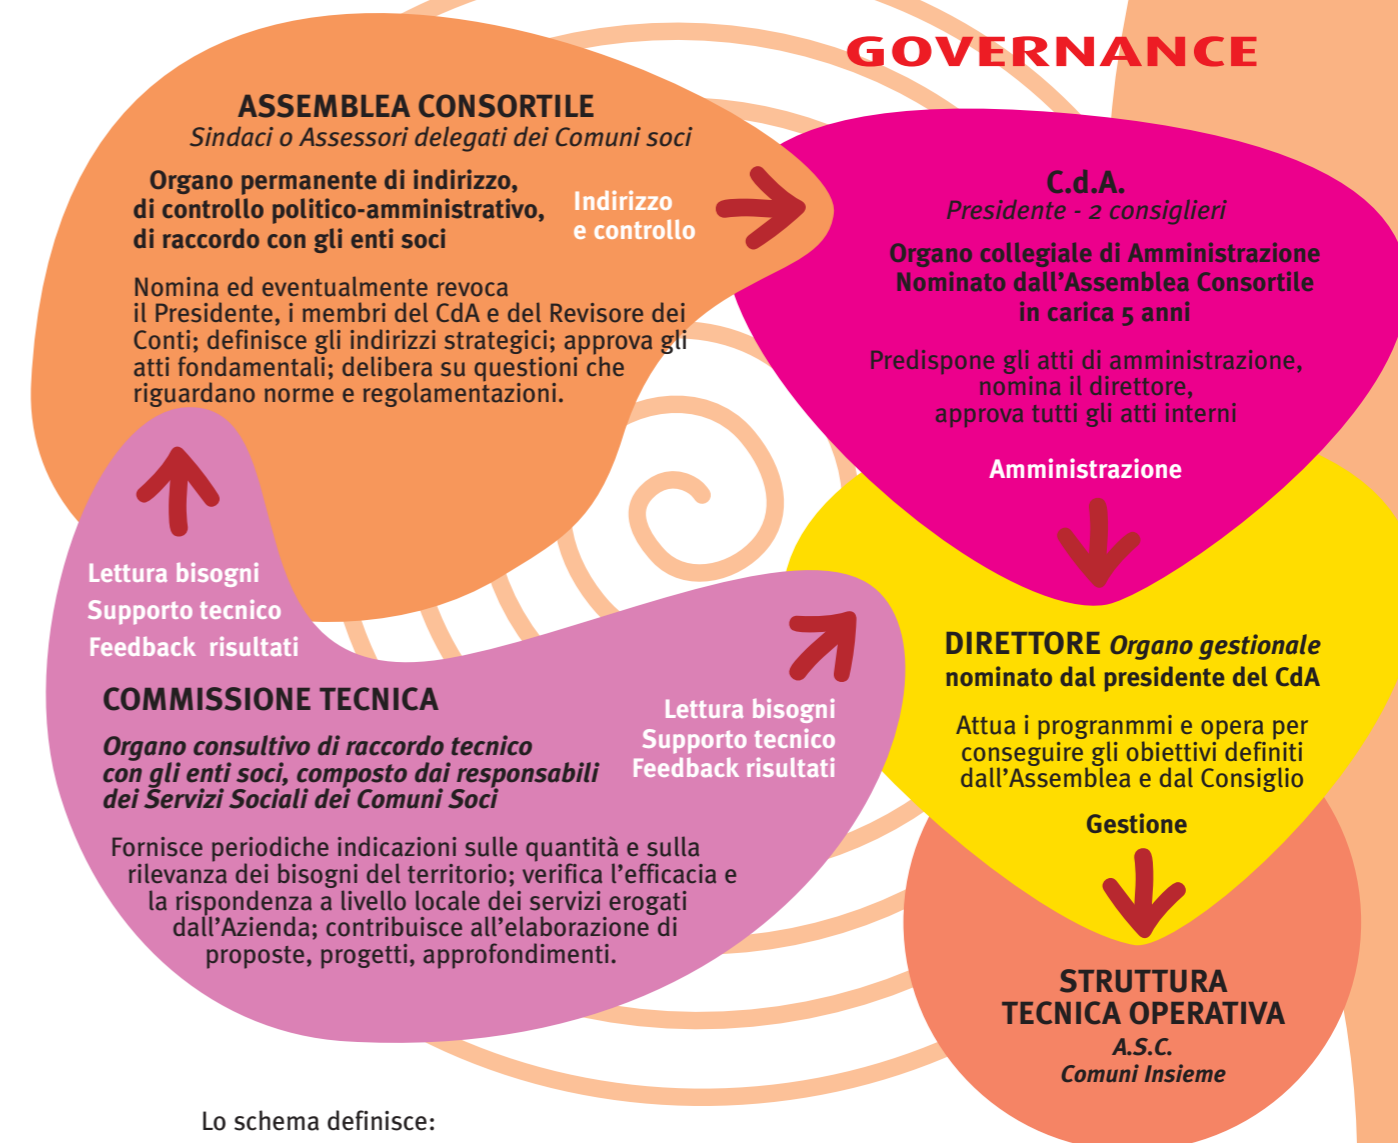 GOVERNANCE
ASSEMBLEA CONSORTILE
Sindaci o Assessori delegati dei Comuni soci
Organo permanente di indirizzo,
di controllo politico-amministrativo,
di raccordo con gli enti soci
Nomina ed eventualmente revoca
il Presidente, i membri del CdA e del Revisore dei
Conti; definisce gli indirizzi strategici; approva gli
atti fondamentali; delibera su questioni che
riguardano norme e regolamentazioni.
Indirizzo
e controllo
C.d.A.
Presidente - 2 consiglieri
Organo collegiale di Amministrazione
Nominato dall'Assemblea Consortile
in carica 5 anni
Predispone gli atti di amministrazione,
nomina il direttore,
approva tutti gli atti interni
Amministrazione
Lettura bisogni
Supporto tecnico
Feedback risultati
COMMISSIONE TECNICA
Organo consultivo di raccordo tecnico
con gli enti soci, composto dai responsabili
dei Servizi Sociali dei Comuni Soci
Fornisce periodiche indicazioni sulle quantità e sulla
rilevanza dei bisogni del territorio; verifica l'efficacia e
la rispondenza a livello locale dei servizi erogati
dall'Azienda; contribuisce all'elaborazione di
proposte, progetti, approfondimenti.
Lettura bisogni
Supporto tecnico
Feedback risultati
DIRETTORE Organo gestionale
nominato dal presidente del CdA
Attua i progranmmi e opera per
conseguire gli obiettivi definiti
dall'Assemblea e dal Consiglio
Gestione
STRUTTURA
TECNICA OPERATIVA
A.S.C.
Comuni Insieme
Lo schema definisce: